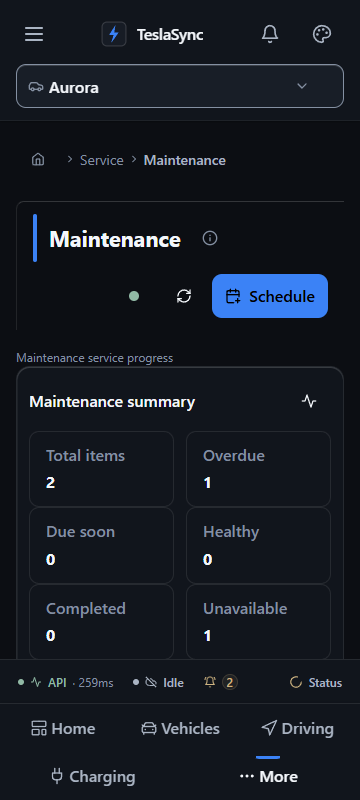 TeslaSync
Aurora
Service
Maintenance
Maintenance
Schedule
Maintenance service progress
Maintenance summary
Total items
2
Overdue
1
Due soon
0
Healthy
0
Completed
0
Unavailable
1
API · 259ms
Idle
2
Status
Home
Vehicles
Driving
Charging
More